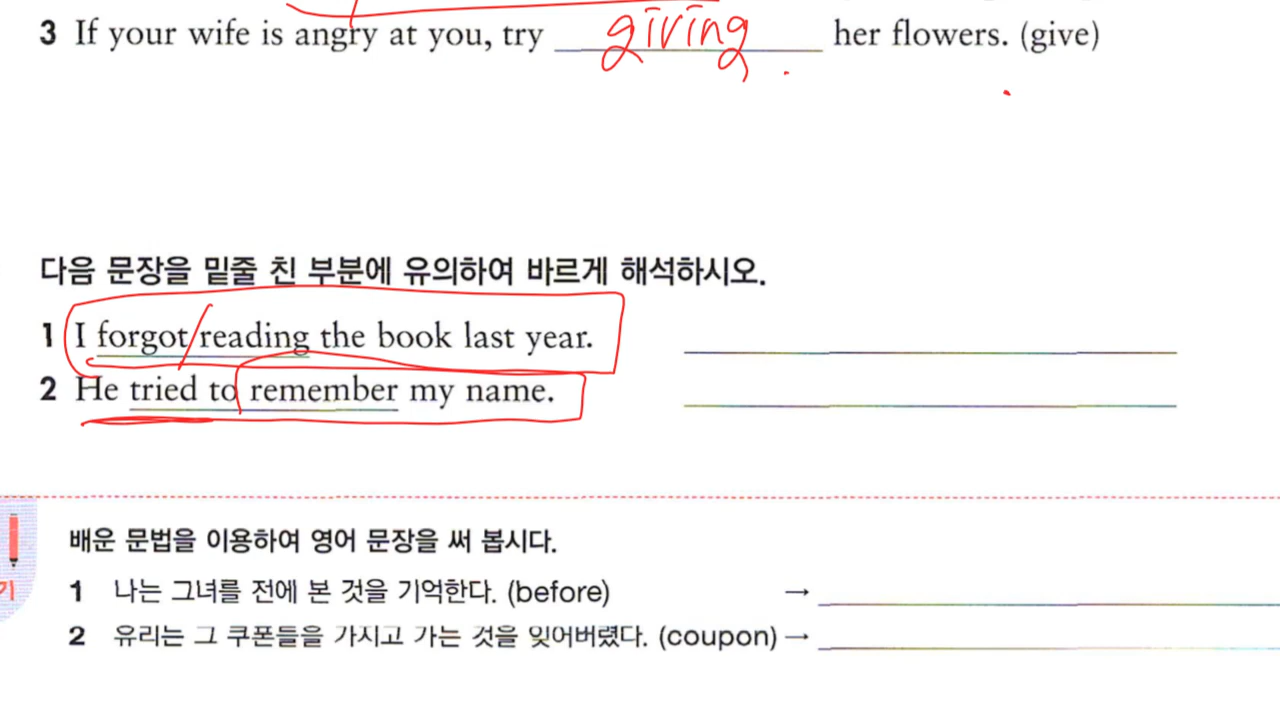 3 If your wife is angry at you, try giving her flowers. (give)
다음 문장을 밑줄 친 부분에 유의하여 바르게 해석하시오.
1 I forgot reading the book last year.
2 He tried to remember my name.
배운 문법을 이용하여 영어 문장을 써 봅시다.
기
1 나는 그녀를 전에 본 것을 기억한다. (before) →
2 유리는 그 쿠폰들을 가지고 가는 것을 잊어버렸다. (coupon) →